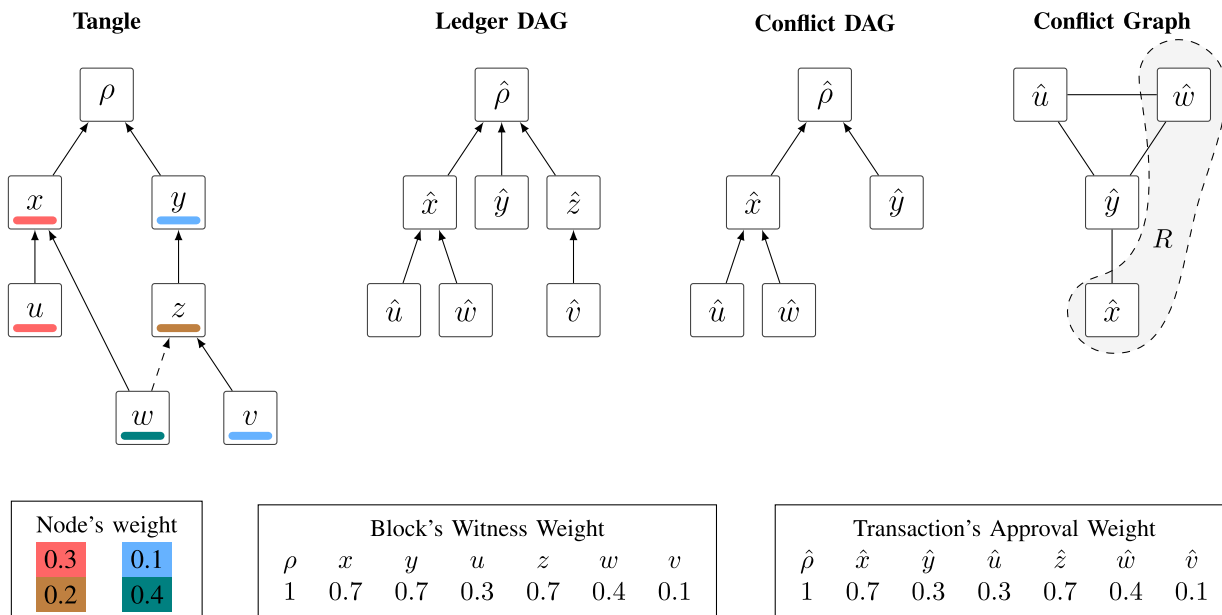 Tangle
ρ
x
y
u
z
w
v
Ledger DAG
ρ̂
x̂
ŷ
ẑ
û
ŵ
v̂
Conflict DAG
ρ̂
x̂
ŷ
û
ŵ
Conflict Graph
û
ŵ
ŷ
R
x̂
Node's weight
0.3 0.1
0.2 0.4
Block's Witness Weight
ρ x y u z w v
1 0.7 0.7 0.3 0.7 0.4 0.1
Transaction's Approval Weight
ρ̂ x̂ ŷ û ẑ ŵ v̂
1 0.7 0.3 0.3 0.7 0.4 0.1